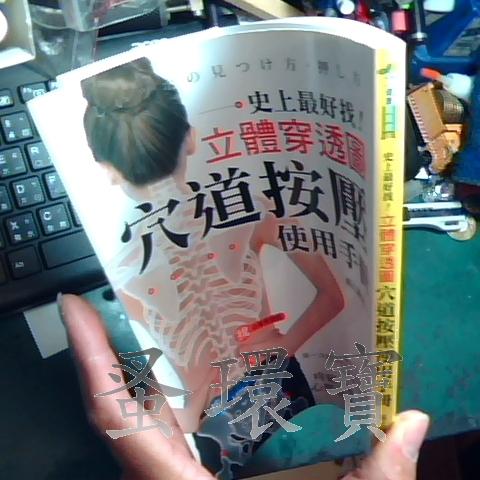 の見つけ方・押し方
史上最好找！
立體穿透圖
穴道按壓
使用手冊
史上最好找！立體穿透圖 穴道按壓使用手冊
蚤環寶